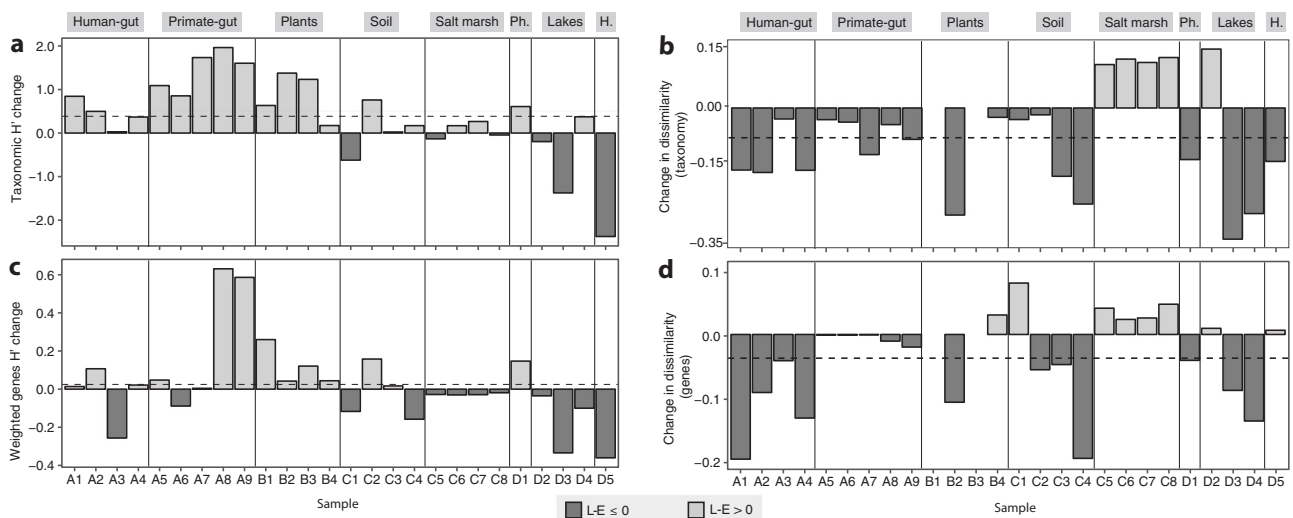 Human-gut Primate-gut Plants Soil Salt marsh Ph. Lakes H.
a
Taxonomic H' change
2.0
1.0
0.0
−1.0
−2.0
c
Weighted genes H' change
0.6
0.4
0.2
0.0
−0.2
−0.4
A1 A2 A3 A4 A5 A6 A7 A8 A9 B1 B2 B3 B4 C1 C2 C3 C4 C5 C6 C7 C8 D1 D2 D3 D4 D5
Sample
Human-gut Primate-gut Plants Soil Salt marsh Ph. Lakes H.
b
Change in dissimilarity
(taxonomy)
0.15
0.00
−0.15
−0.35
d
Change in dissimilarity
(genes)
0.1
0.0
−0.1
−0.2
A1 A2 A3 A4 A5 A6 A7 A8 A9 B1 B2 B3 B4 C1 C2 C3 C4 C5 C6 C7 C8 D1 D2 D3 D4 D5
Sample
L-E ≤ 0 L-E > 0